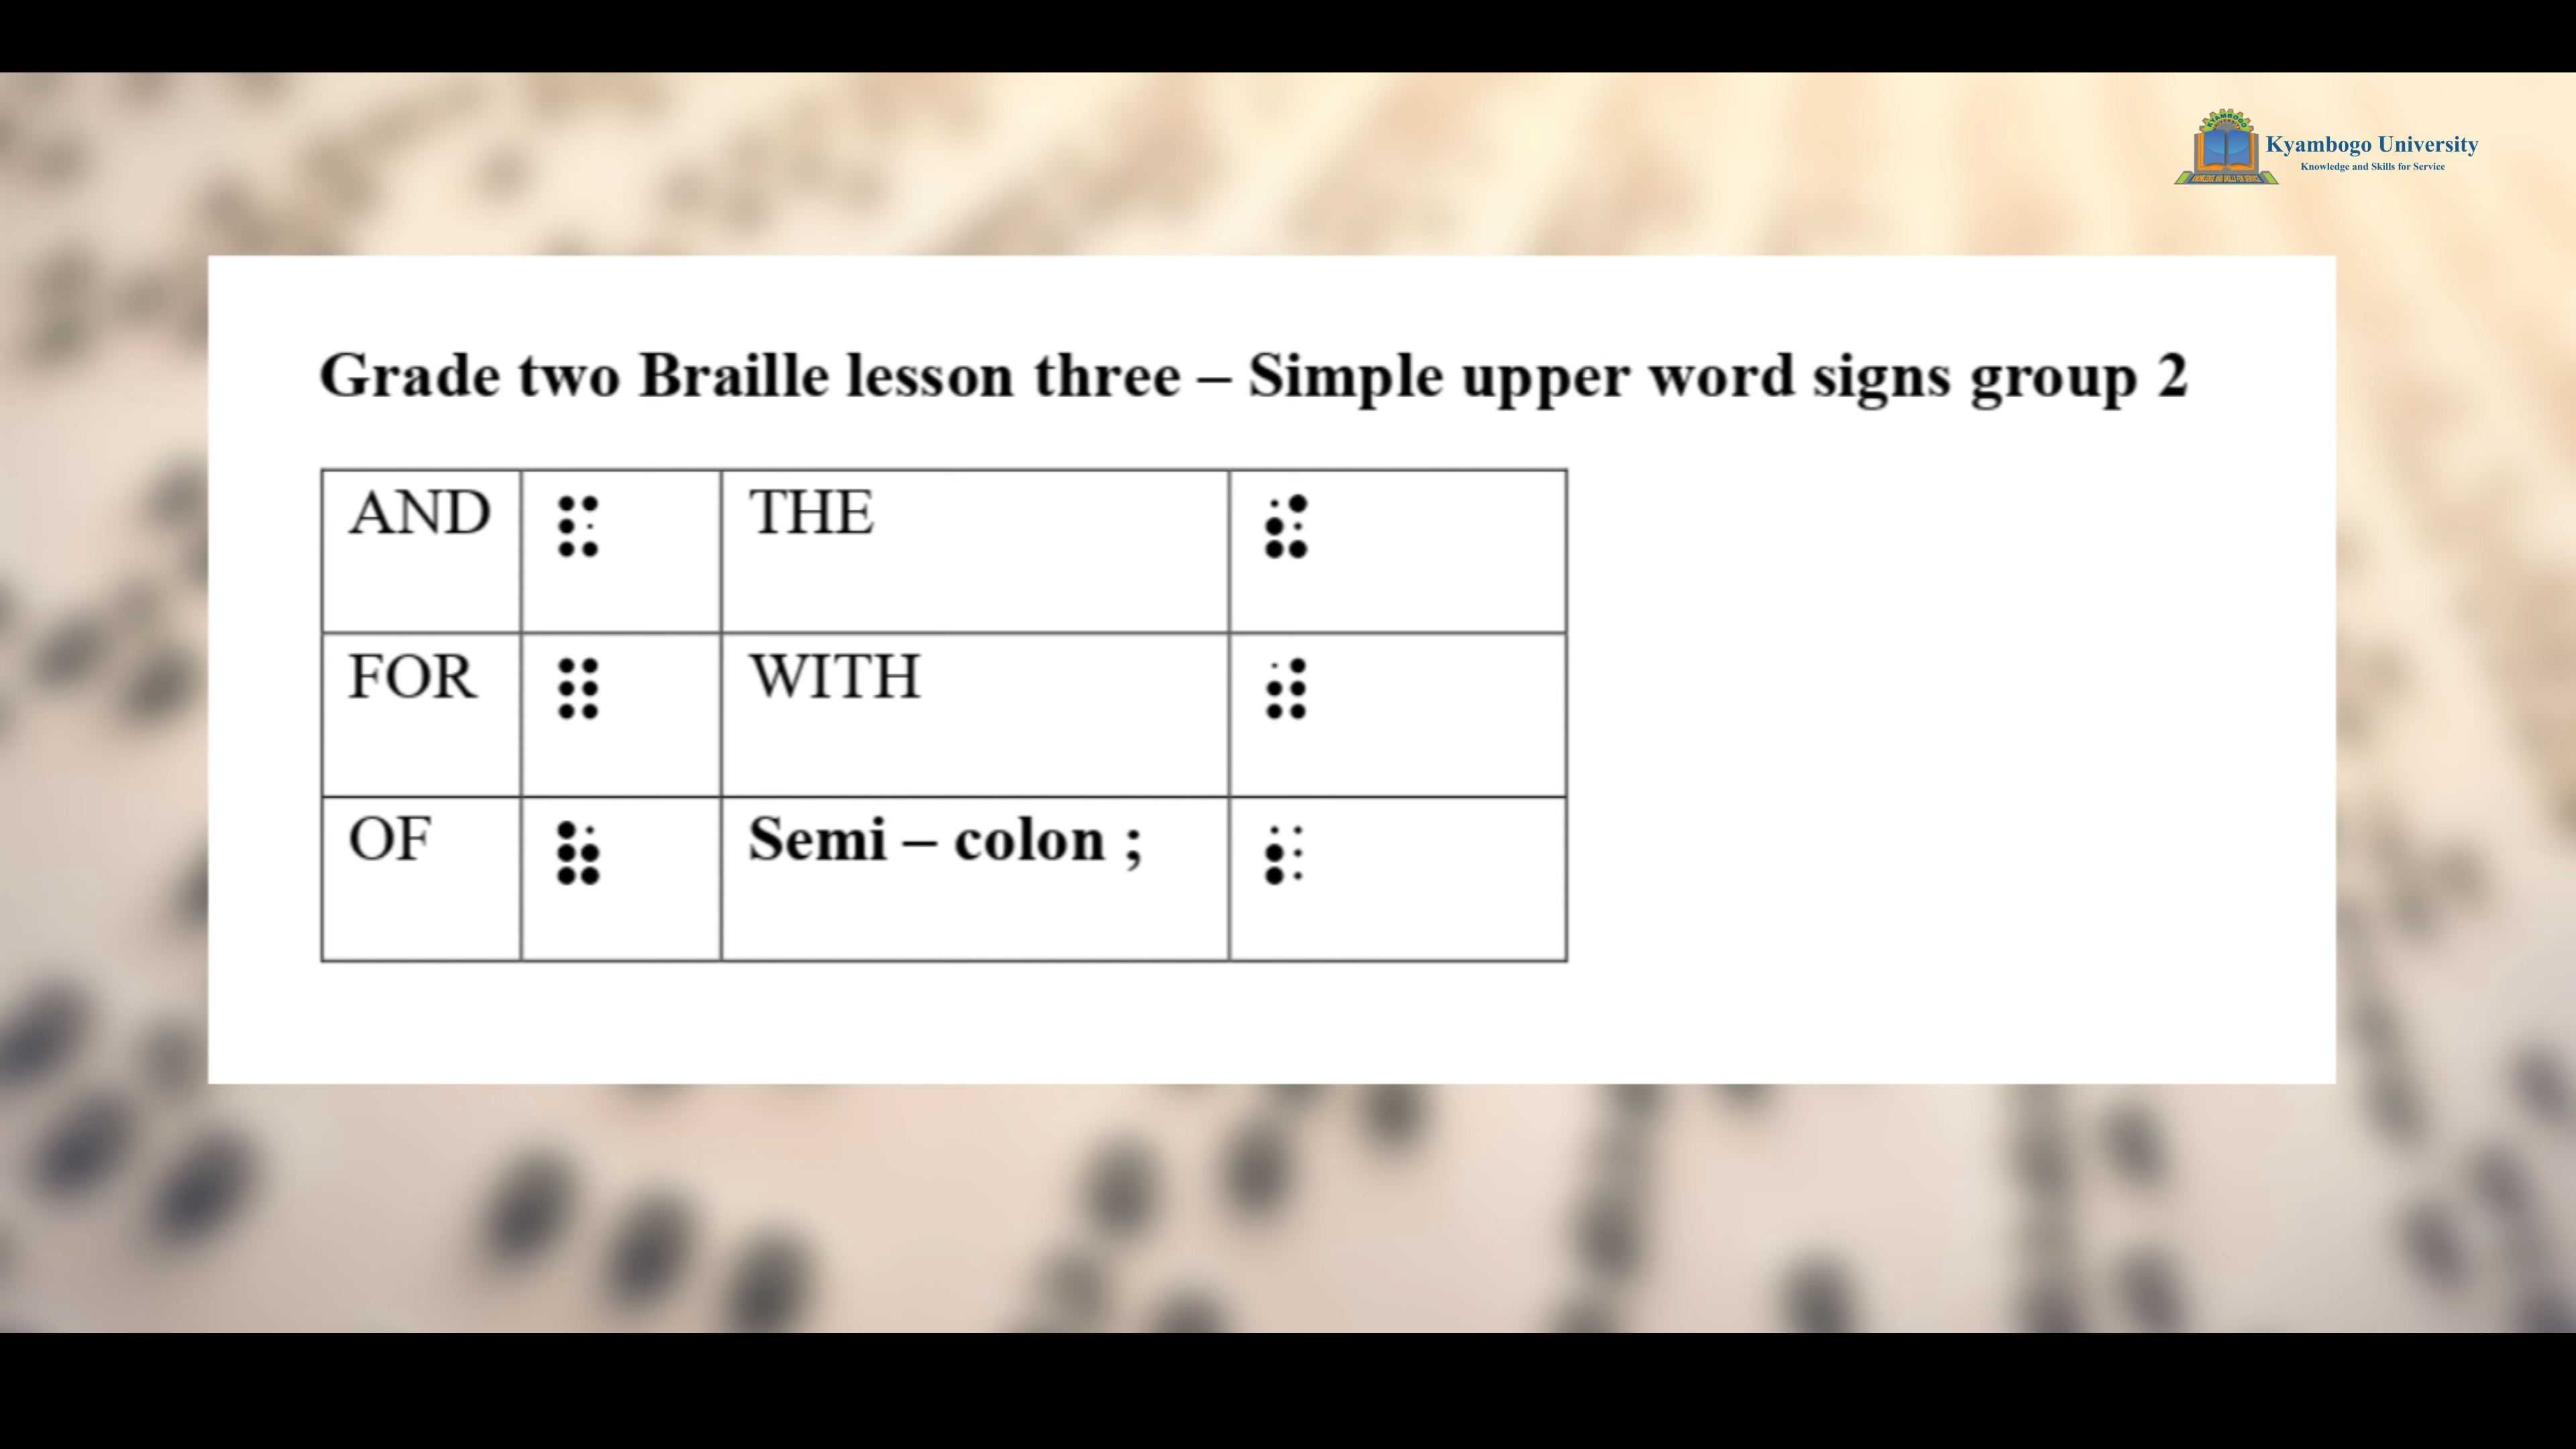 Kyambogo University
Knowledge and Skills for Service
Grade two Braille lesson three – Simple upper word signs group 2
AND ⠯ THE ⠮
FOR ⠿ WITH ⠾
OF ⠷ Semi – colon ; ⠆